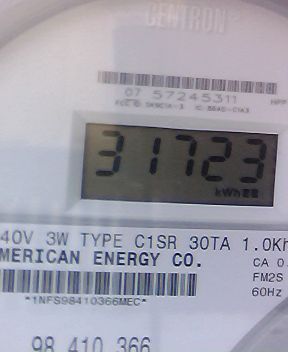 CENTRON
07 57245311
31723
kWh
40V 3W TYPE C1SR 30TA 1.0Kh
MERICAN ENERGY CO.
CA 0.
FM2S
60Hz
*1NFS98410366MEC*
98 410 366